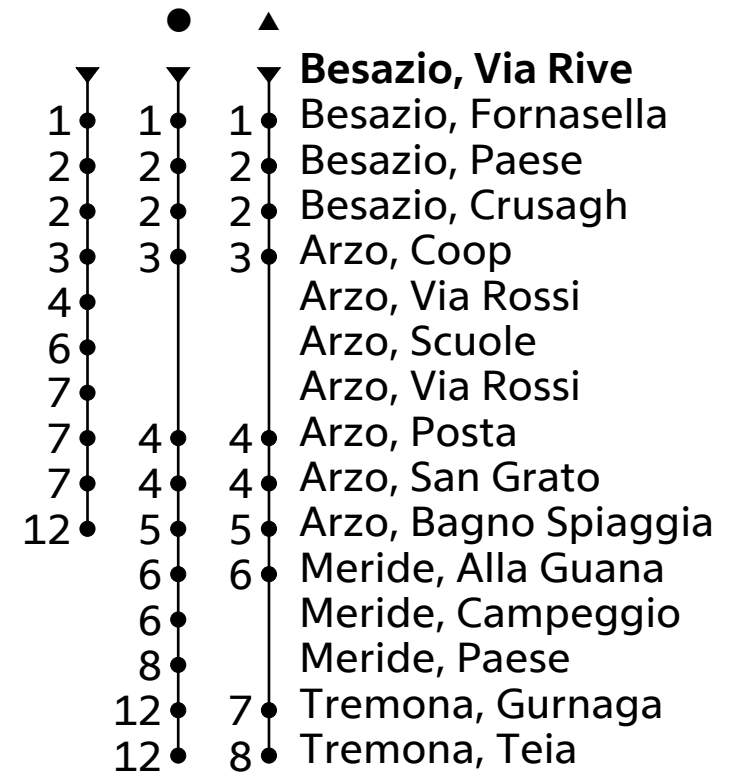 ● ▲
Besazio, Via Rive
1 1 1 Besazio, Fornasella
2 2 2 Besazio, Paese
2 2 2 Besazio, Crusagh
3 3 3 Arzo, Coop
4 Arzo, Via Rossi
6 Arzo, Scuole
7 Arzo, Via Rossi
7 4 4 Arzo, Posta
7 4 4 Arzo, San Grato
12 5 5 Arzo, Bagno Spiaggia
6 6 Meride, Alla Guana
6 Meride, Campeggio
8 Meride, Paese
12 7 Tremona, Gurnaga
12 8 Tremona, Teia